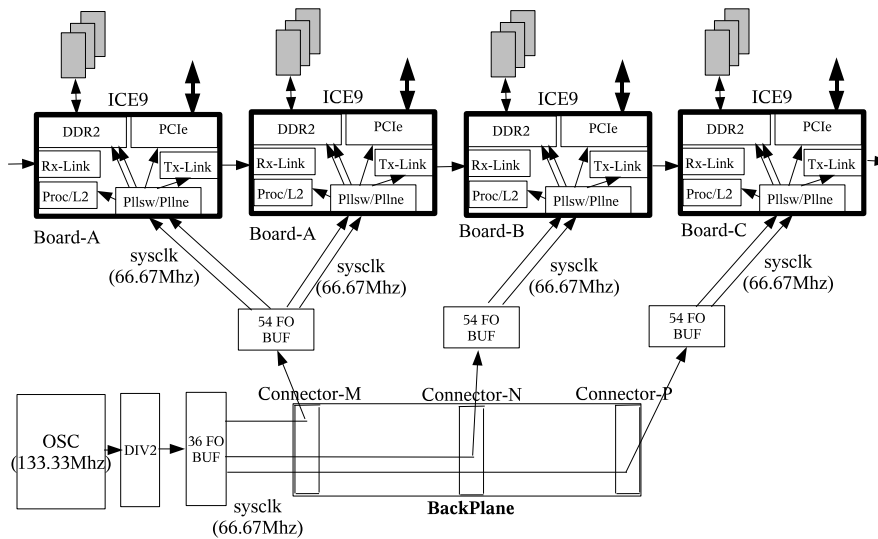 ICE9
ICE9
ICE9
ICE9
DDR2
PCIe
Rx-Link
Tx-Link
Proc/L2
Pllsw/Pllne
DDR2
PCIe
Rx-Link
Tx-Link
Proc/L2
Pllsw/Pllne
DDR2
PCIe
Rx-Link
Tx-Link
Proc/L2
Pllsw/Pllne
DDR2
PCIe
Rx-Link
Tx-Link
Proc/L2
Pllsw/Pllne
Board-A
Board-A
Board-B
Board-C
sysclk
(66.67Mhz)
sysclk
(66.67Mhz)
sysclk
(66.67Mhz)
sysclk
(66.67Mhz)
54 FO
BUF
54 FO
BUF
54 FO
BUF
Connector-M
Connector-N
Connector-P
OSC
(133.33Mhz)
DIV2
36 FO
BUF
sysclk
(66.67Mhz)
BackPlane